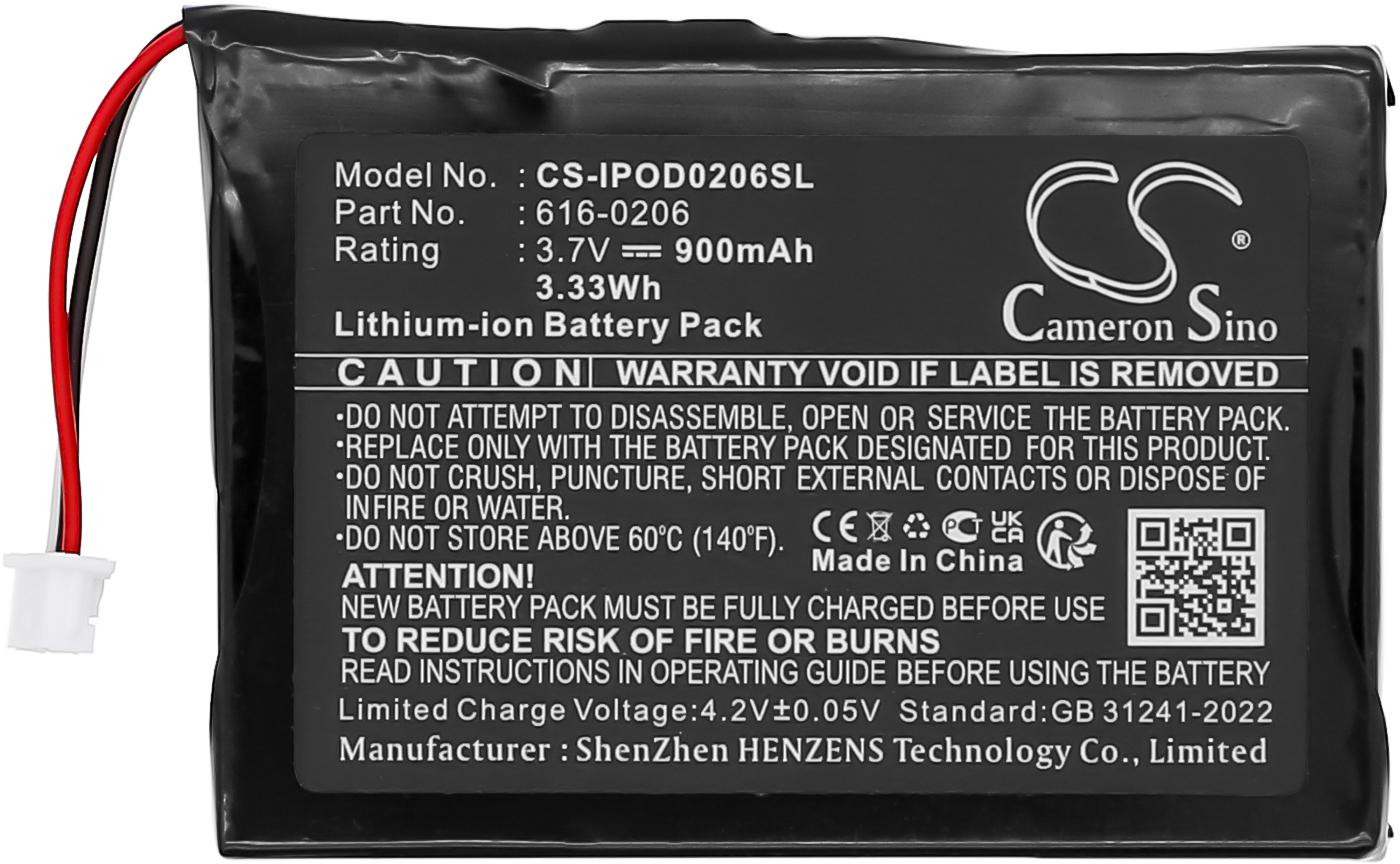 Model No. : CS-IPOD0206SL
Part No. : 616-0206
Rating : 3.7V ⎓ 900mAh
3.33Wh
Lithium-ion Battery Pack
CS
®
Cameron Sino
CAUTION| WARRANTY VOID IF LABEL IS REMOVED
•DO NOT ATTEMPT TO DISASSEMBLE, OPEN OR SERVICE THE BATTERY PACK.
•REPLACE ONLY WITH THE BATTERY PACK DESIGNATED FOR THIS PRODUCT.
•DO NOT CRUSH, PUNCTURE, SHORT EXTERNAL CONTACTS OR DISPOSE OF
INFIRE OR WATER.
•DO NOT STORE ABOVE 60°C (140°F).
CE PCT UKCA
Made In China
ATTENTION!
NEW BATTERY PACK MUST BE FULLY CHARGED BEFORE USE
TO REDUCE RISK OF FIRE OR BURNS
READ INSTRUCTIONS IN OPERATING GUIDE BEFORE USING THE BATTERY
Limited Charge Voltage:4.2V±0.05V Standard:GB 31241-2022
Manufacturer : ShenZhen HENZENS Technology Co., Limited